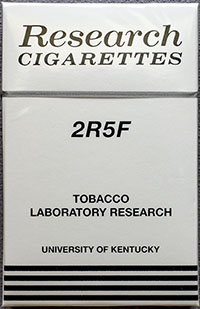 Research
CIGARETTES
2R5F
TOBACCO
LABORATORY RESEARCH
UNIVERSITY OF KENTUCKY